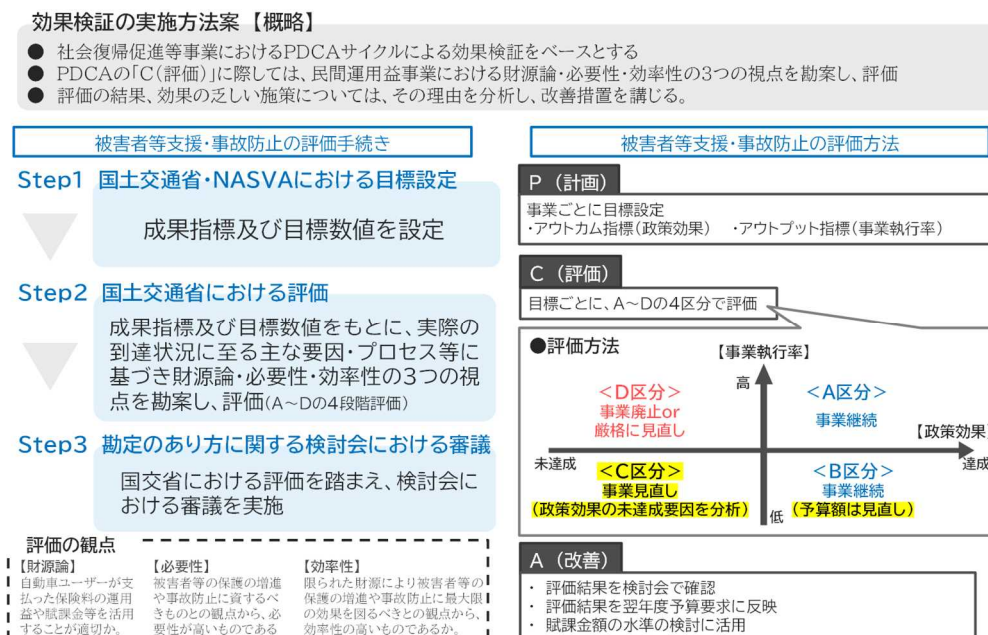 効果検証の実施方法案【概略】
● 社会復帰促進等事業におけるPDCAサイクルによる効果検証をベースとする
● PDCAの「C(評価)」に際しては、民間運用益事業における財源論・必要性・効率性の3つの視点を勘案し、評価
● 評価の結果、効果の乏しい施策については、その理由を分析し、改善措置を講じる。
被害者等支援・事故防止の評価手続き
Step1 国土交通省・NASVAにおける目標設定
成果指標及び目標数値を設定
Step2 国土交通省における評価
成果指標及び目標数値をもとに、実際の
到達状況に至る主な要因・プロセス等に
基づき財源論・必要性・効率性の3つの視
点を勘案し、評価(A~Dの4段階評価)
Step3 勘定のあり方に関する検討会における審議
国交省における評価を踏まえ、検討会に
おける審議を実施
評価の観点
【財源論】
自動車ユーザーが支
払った保険料の運用
益や賦課金等を活用
することが適切か。
【必要性】
被害者等の保護の増進
や事故防止に資するべ
きものとの観点から、必
要性が高いものである
【効率性】
限られた財源により被害者等の
保護の増進や事故防止に最大限
の効果を図るべきとの観点から、
効率性の高いものであるか。
被害者等支援・事故防止の評価方法
P (計画)
事業ごとに目標設定
・アウトカム指標(政策効果) ・アウトプット指標(事業執行率)
C (評価)
目標ごとに、A~Dの4区分で評価
●評価方法
【事業執行率】
高
<D区分>
事業廃止or
厳格に見直し
<A区分>
事業継続
【政策効果】
未達成
達成
<C区分>
事業見直し
(政策効果の未達成要因を分析)
<B区分>
事業継続
(予算額は見直し)
低
A (改善)
・ 評価結果を検討会で確認
・ 評価結果を翌年度予算要求に反映
・ 賦課金額の水準の検討に活用